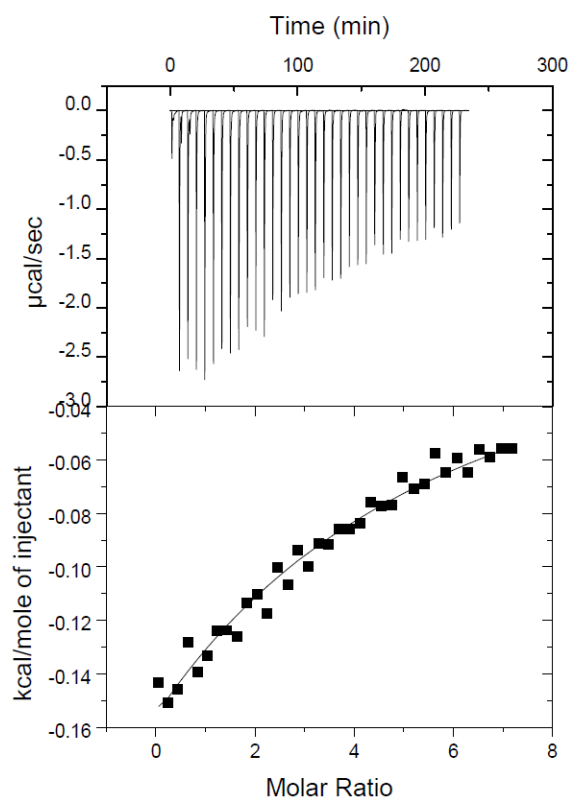 Time (min)
0 100 200 300
0.0
-0.5
-1.0
-1.5
-2.0
-2.5
-3.0
µcal/sec
-0.04
-0.06
-0.08
-0.10
-0.12
-0.14
-0.16
kcal/mole of injectant
0 2 4 6 8
Molar Ratio